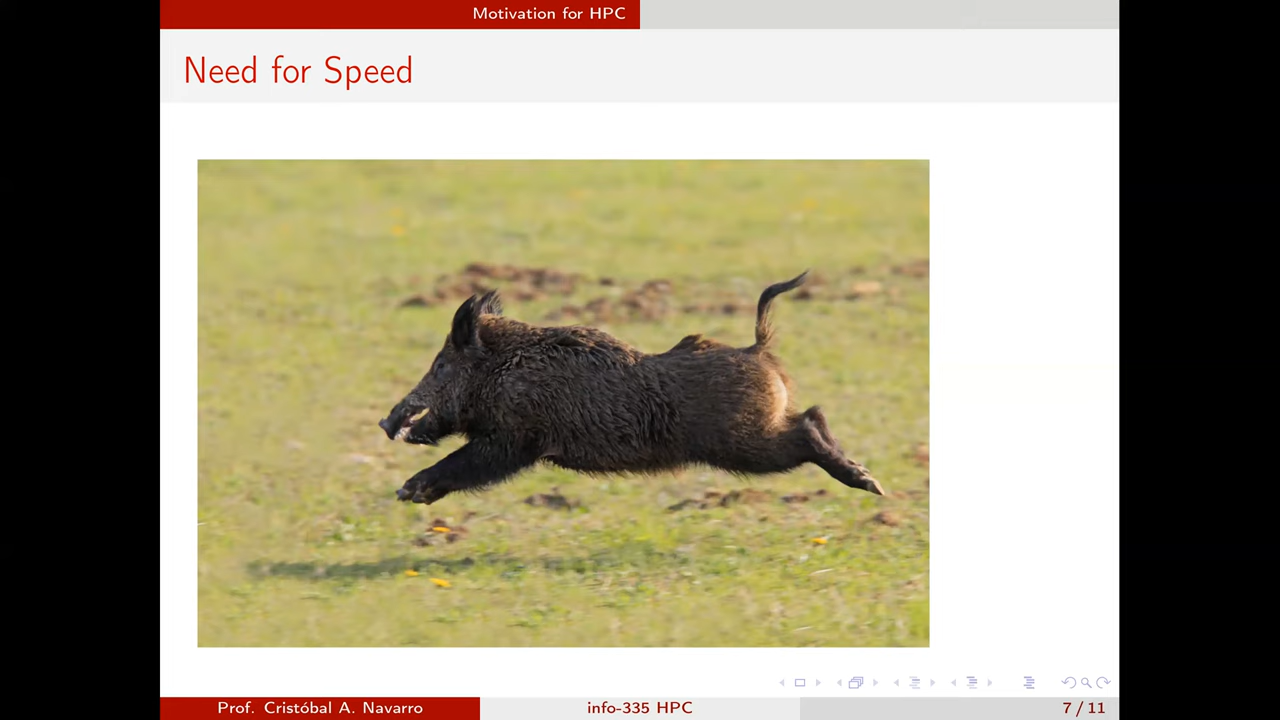 Motivation for HPC
Need for Speed
Prof. Cristóbal A. Navarro
info-335 HPC
7 / 11